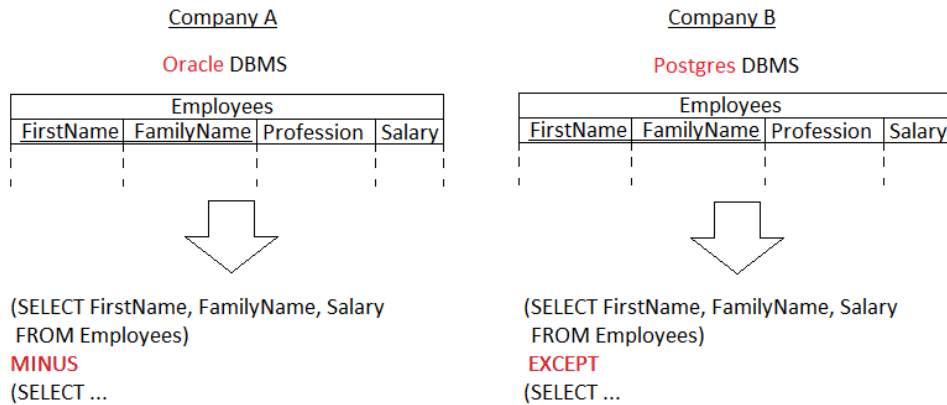 Company A
Oracle DBMS
Employees
FirstName FamilyName Profession Salary
(SELECT FirstName, FamilyName, Salary
FROM Employees)
MINUS
(SELECT ...
Company B
Postgres DBMS
Employees
FirstName FamilyName Profession Salary
(SELECT FirstName, FamilyName, Salary
FROM Employees)
EXCEPT
(SELECT ...